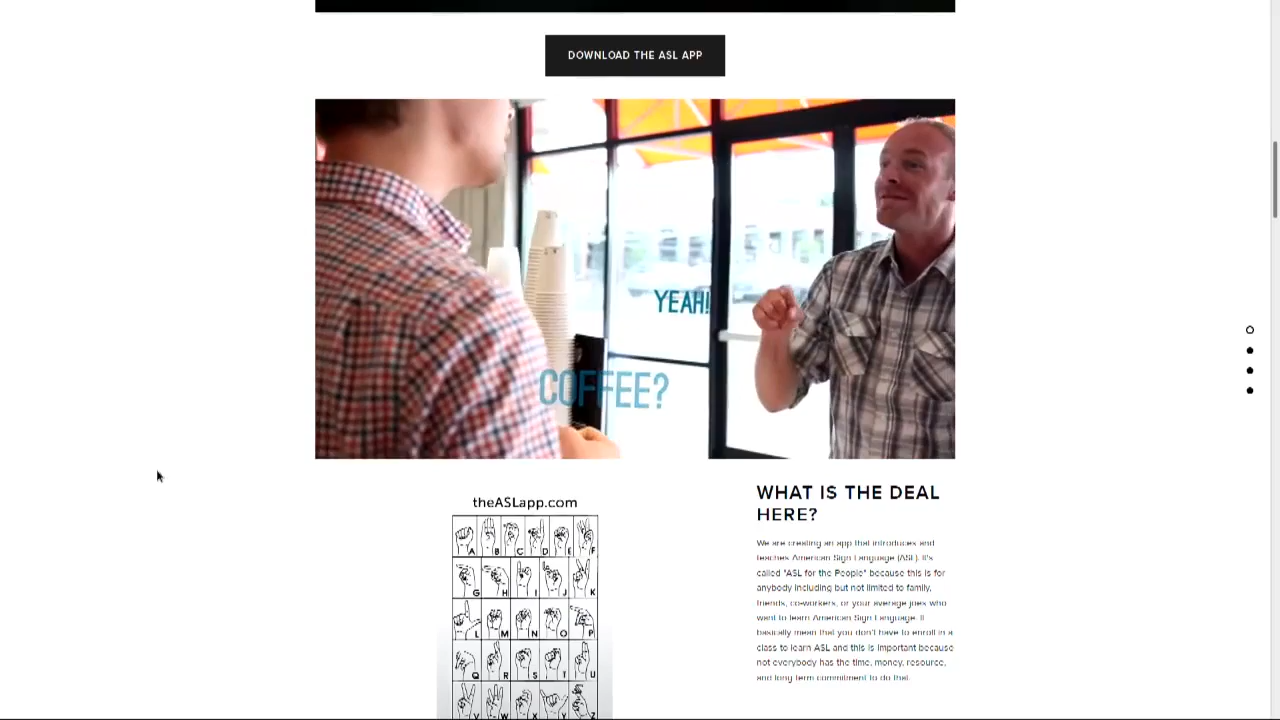 DOWNLOAD THE ASL APP
YEAH!
COFFEE?
theASLapp.com
A B C D E F
G H I J K
L M N O P
Q R S T U
V W X Y Z
WHAT IS THE DEAL
HERE?
We are creating an app that introduces and
teaches American Sign Language (ASL). It's
called "ASL for the People" because this is for
anybody including but not limited to family,
friends, co-workers, or your average joes who
want to learn American Sign Language. It
basically mean that you don't have to enroll in a
class to learn ASL and this is important because
not everybody has the time, money, resource,
and long term commitment to do that.